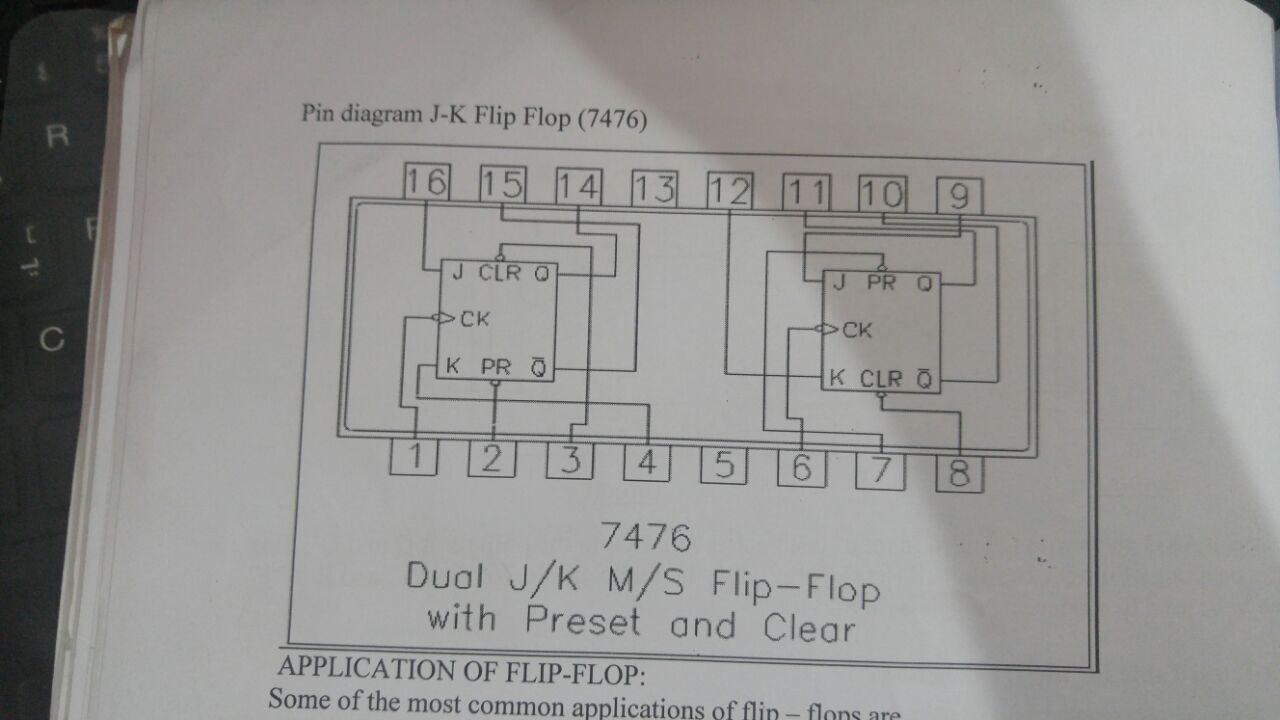 Pin diagram J-K Flip Flop (7476)
16 15 14 13 12 11 10 9
J CLR Q
CK
K PR Q̅
J PR Q
CK
K CLR Q̅
1 2 3 4 5 6 7 8
7476
Dual J/K M/S Flip-Flop
with Preset and Clear
APPLICATION OF FLIP-FLOP:
Some of the most common applications of flip – flops are
R
C